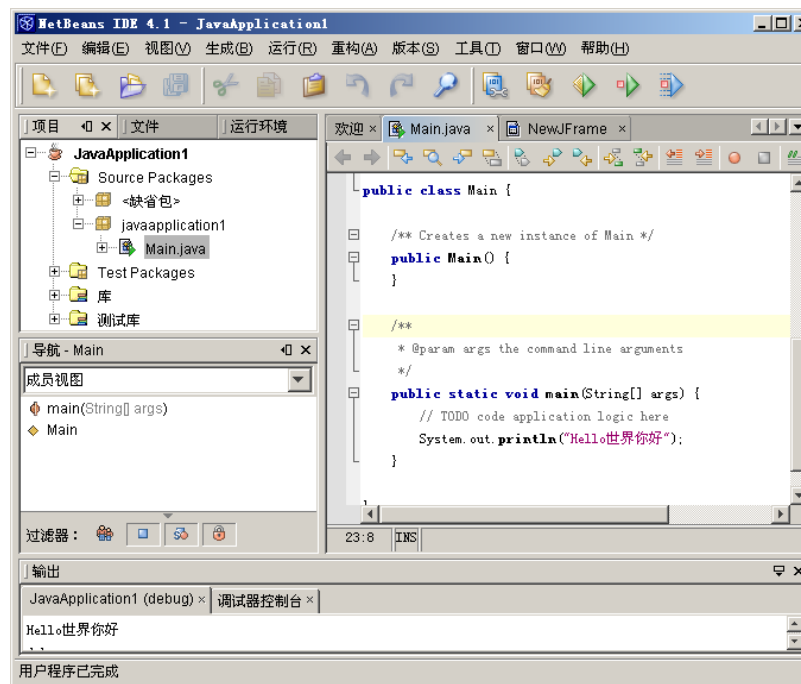 NetBeans IDE 4.1 - JavaApplication1
文件(F) 编辑(E) 视图(V) 生成(B) 运行(R) 重构(A) 版本(S) 工具(T) 窗口(W) 帮助(H)
项目 文件 运行环境
JavaApplication1
Source Packages
<缺省包>
javaapplication1
Main.java
Test Packages
库
测试库
导航 - Main
成员视图
main(String[] args)
Main
过滤器：
欢迎 Main.java NewJFrame
public class Main {
/** Creates a new instance of Main */
public Main() {
}
/**
* @param args the command line arguments
*/
public static void main(String[] args) {
// TODO code application logic here
System.out.println("Hello世界你好");
}
23:8 INS
输出
JavaApplication1 (debug) 调试器控制台
Hello世界你好
用户程序已完成